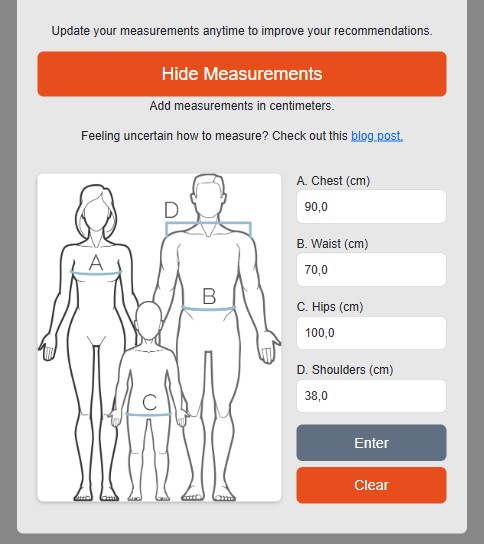 Update your measurements anytime to improve your recommendations.
Hide Measurements
Add measurements in centimeters.
Feeling uncertain how to measure? Check out this blog post.
D
A
B
C
A. Chest (cm)
90,0
B. Waist (cm)
70,0
C. Hips (cm)
100,0
D. Shoulders (cm)
38,0
Enter
Clear